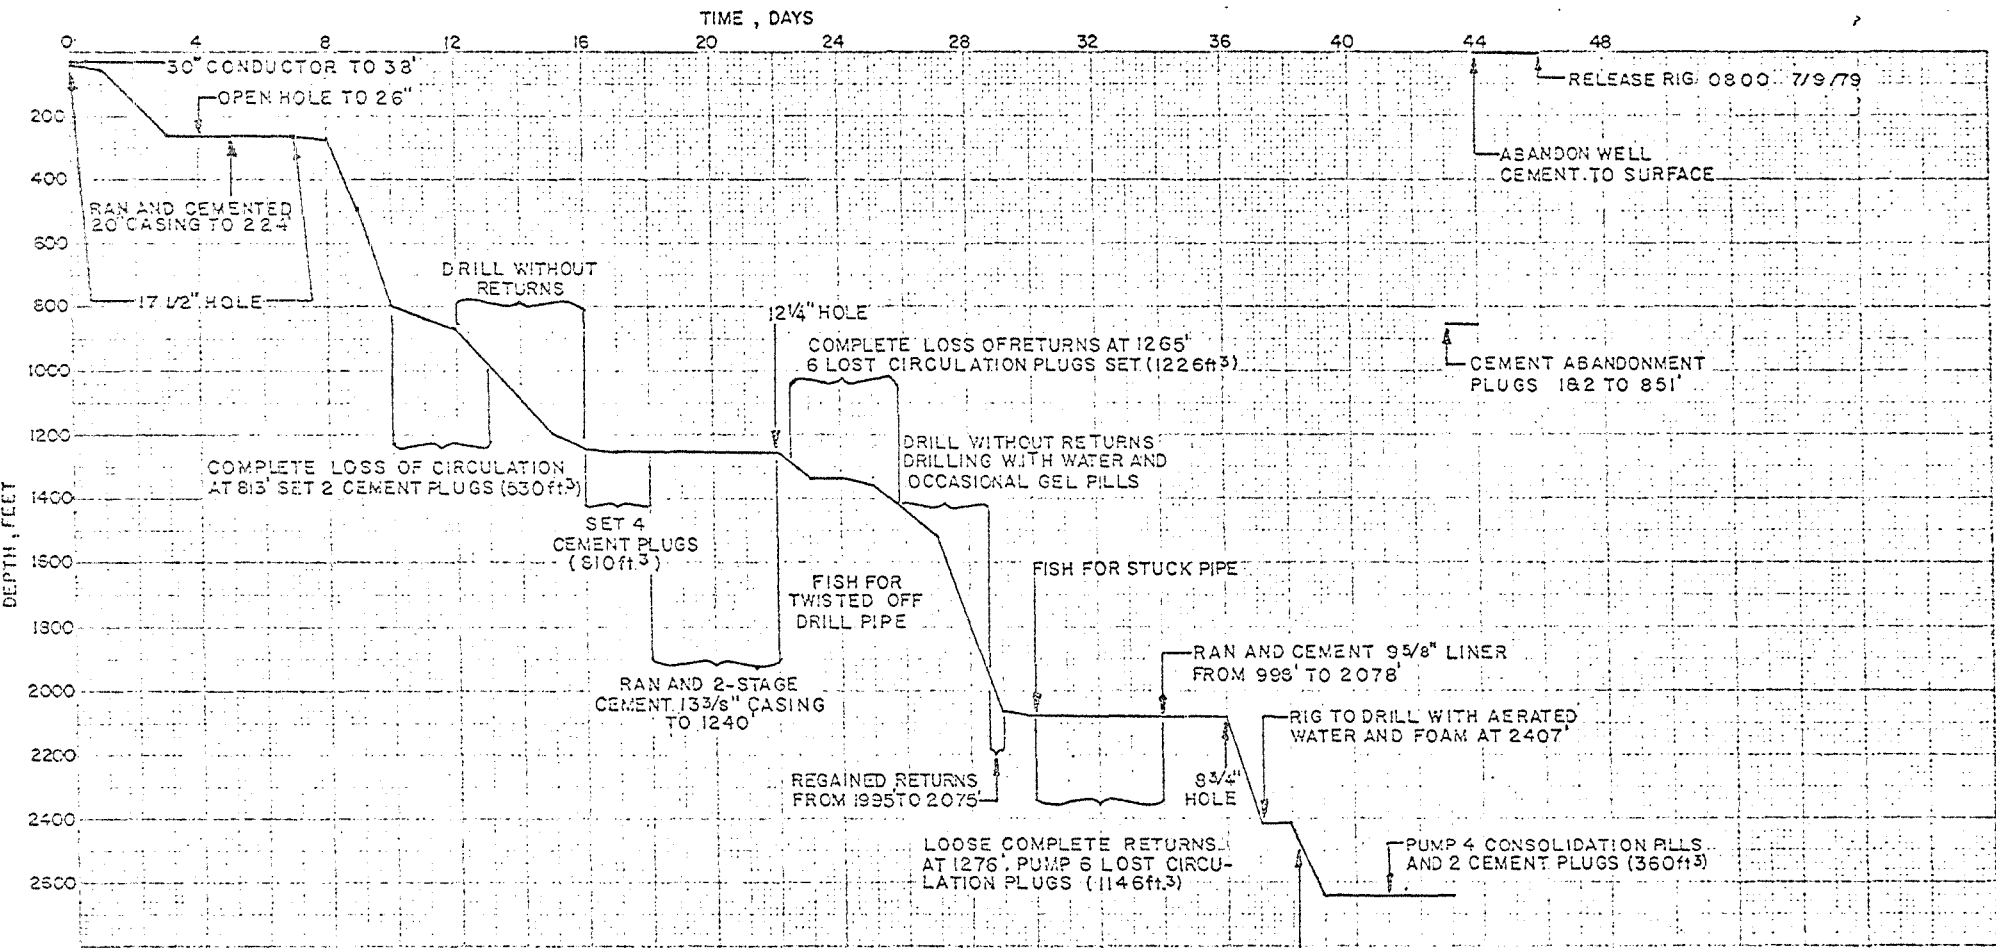 TIME , DAYS
0 4 8 12 16 20 24 28 32 36 40 44 48
30" CONDUCTOR TO 38'
OPEN HOLE TO 26"
RELEASE RIG 0800 7/9/79
200
ABANDON WELL
CEMENT TO SURFACE
400
RAN AND CEMENTED
20" CASING TO 224'
600
DRILL WITHOUT
RETURNS
800
17 1/2" HOLE
12 1/4" HOLE
COMPLETE LOSS OF RETURNS AT 1265'
6 LOST CIRCULATION PLUGS SET (1226ft³)
1000
CEMENT ABANDONMENT
PLUGS 1&2 TO 851'
1200
DRILL WITHOUT RETURNS
DRILLING WITH WATER AND
OCCASIONAL GEL PILLS
COMPLETE LOSS OF CIRCULATION
AT 813' SET 2 CEMENT PLUGS (530ft³)
1400
SET 4
CEMENT PLUGS
(810ft³)
DEPTH , FEET
1600
FISH FOR STUCK PIPE
FISH FOR
TWISTED OFF
DRILL PIPE
1800
RAN AND CEMENT 9 5/8" LINER
FROM 998' TO 2078'
RAN AND 2-STAGE
CEMENT 13 3/8" CASING
TO 1240'
2000
RIG TO DRILL WITH AERATED
WATER AND FOAM AT 2407'
2200
REGAINED RETURNS
FROM 1995 TO 2075'
8 3/4"
HOLE
2400
LOOSE COMPLETE RETURNS
AT 1276'. PUMP 6 LOST CIRCU-
LATION PLUGS (1146ft³)
PUMP 4 CONSOLIDATION PILLS
AND 2 CEMENT PLUGS (360ft³)
2600